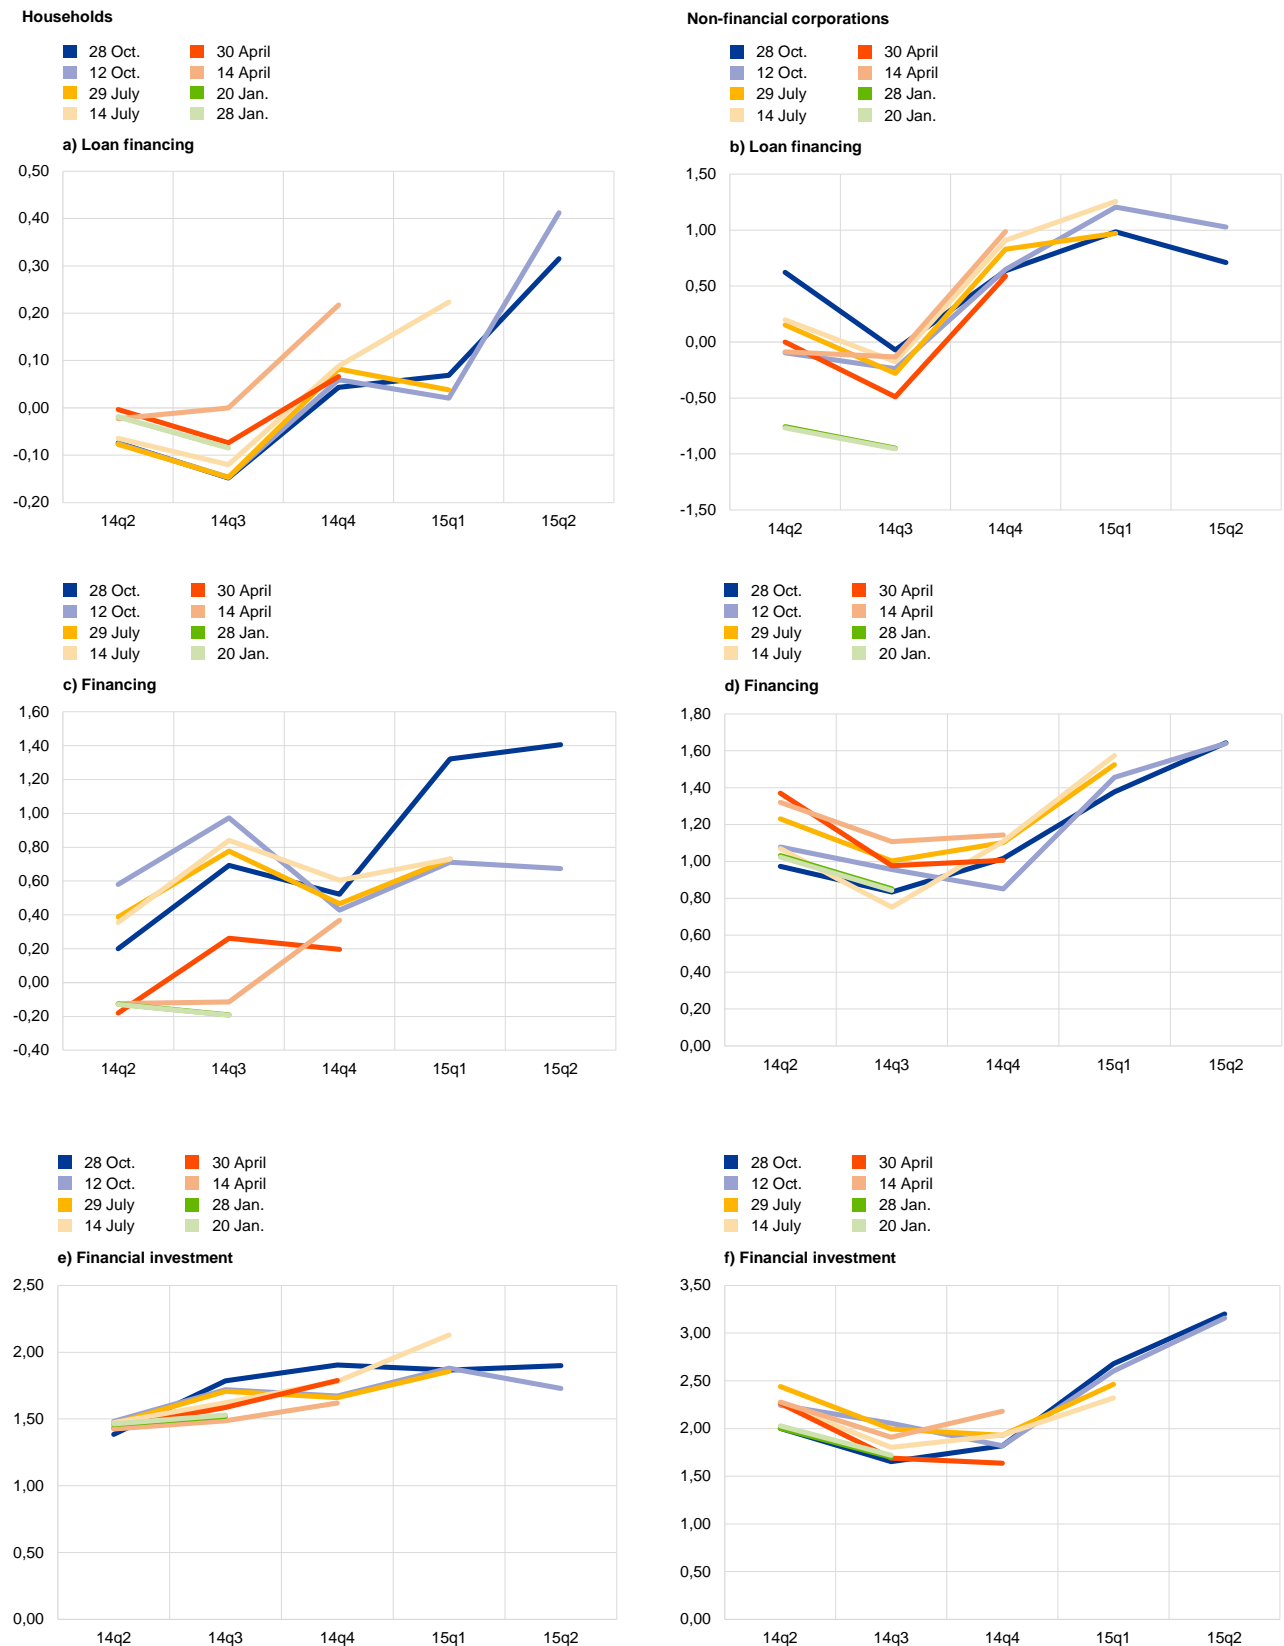 Households
28 Oct.
30 April
12 Oct.
14 April
29 July
20 Jan.
14 July
28 Jan.
a) Loan financing
0,50
0,40
0,30
0,20
0,10
0,00
-0,10
-0,20
14q2 14q3 14q4 15q1 15q2
Non-financial corporations
28 Oct.
30 April
12 Oct.
14 April
29 July
28 Jan.
14 July
20 Jan.
b) Loan financing
1,50
1,00
0,50
0,00
-0,50
-1,00
-1,50
14q2 14q3 14q4 15q1 15q2
28 Oct.
30 April
12 Oct.
14 April
29 July
28 Jan.
14 July
20 Jan.
c) Financing
1,60
1,40
1,20
1,00
0,80
0,60
0,40
0,20
0,00
-0,20
-0,40
14q2 14q3 14q4 15q1 15q2
28 Oct.
30 April
12 Oct.
14 April
29 July
28 Jan.
14 July
20 Jan.
d) Financing
1,80
1,60
1,40
1,20
1,00
0,80
0,60
0,40
0,20
0,00
14q2 14q3 14q4 15q1 15q2
28 Oct.
30 April
12 Oct.
14 April
29 July
28 Jan.
14 July
20 Jan.
e) Financial investment
2,50
2,00
1,50
1,00
0,50
0,00
14q2 14q3 14q4 15q1 15q2
28 Oct.
30 April
12 Oct.
14 April
29 July
28 Jan.
14 July
20 Jan.
f) Financial investment
3,50
3,00
2,50
2,00
1,50
1,00
0,50
0,00
14q2 14q3 14q4 15q1 15q2